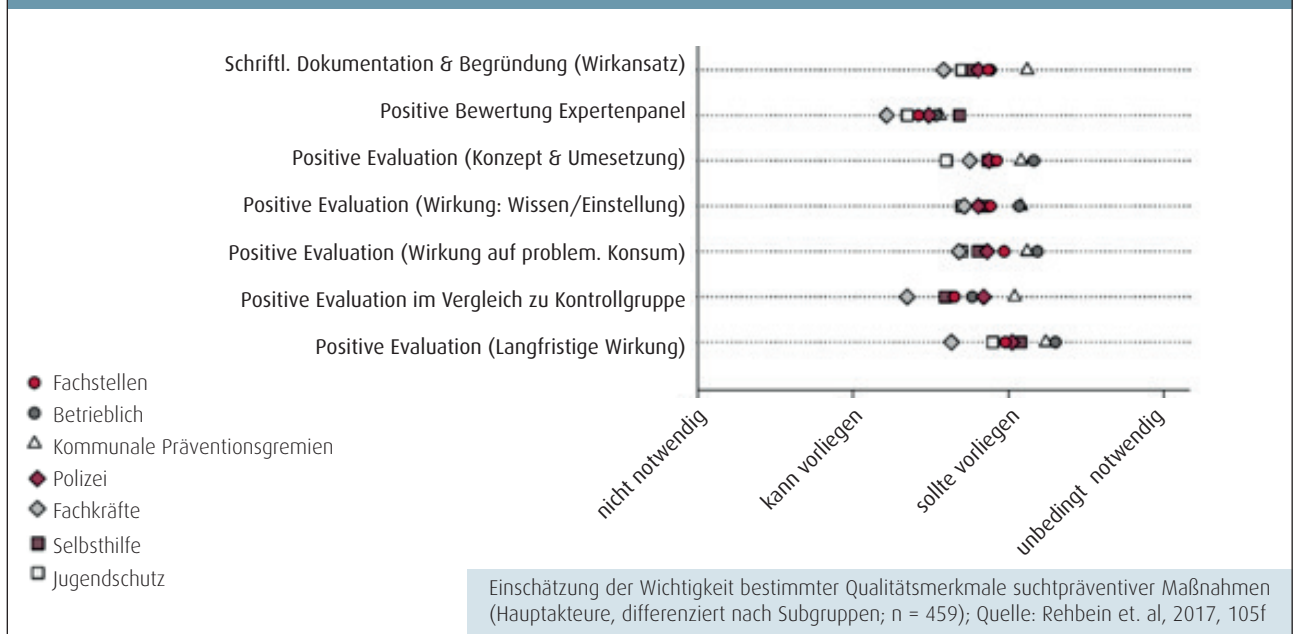 Schriftl. Dokumentation & Begründung (Wirkansatz)
Positive Bewertung Expertenpanel
Positive Evaluation (Konzept & Umesetzung)
Positive Evaluation (Wirkung: Wissen/Einstellung)
Positive Evaluation (Wirkung auf problem. Konsum)
Positive Evaluation im Vergleich zu Kontrollgruppe
Positive Evaluation (Langfristige Wirkung)
nicht notwendig
kann vorliegen
sollte vorliegen
unbedingt notwendig
Fachstellen
Betrieblich
Kommunale Präventionsgremien
Polizei
Fachkräfte
Selbsthilfe
Jugendschutz
Einschätzung der Wichtigkeit bestimmter Qualitätsmerkmale suchtpräventiver Maßnahmen
(Hauptakteure, differenziert nach Subgruppen; n = 459); Quelle: Rehbein et. al, 2017, 105f